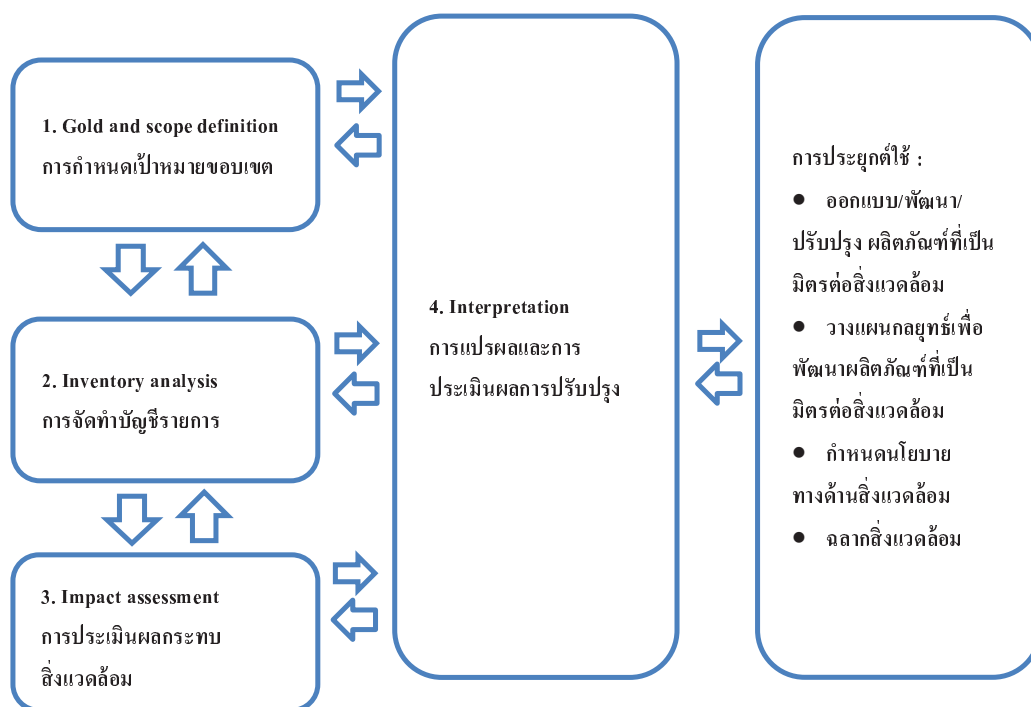 1. Gold and scope definition
การกำหนดเป้าหมายขอบเขต
2. Inventory analysis
การจัดทำบัญชีรายการ
3. Impact assessment
การประเมินผลกระทบ
สิ่งแวดล้อม
4. Interpretation
การแปรผลและการ
ประเมินผลการปรับปรุง
การประยุกต์ใช้ :
● ออกแบบ/พัฒนา/
ปรับปรุง ผลิตภัณฑ์ที่เป็น
มิตรต่อสิ่งแวดล้อม
● วางแผนกลยุทธ์เพื่อ
พัฒนาผลิตภัณฑ์ที่เป็น
มิตรต่อสิ่งแวดล้อม
● กำหนดนโยบาย
ทางด้านสิ่งแวดล้อม
● ฉลากสิ่งแวดล้อม